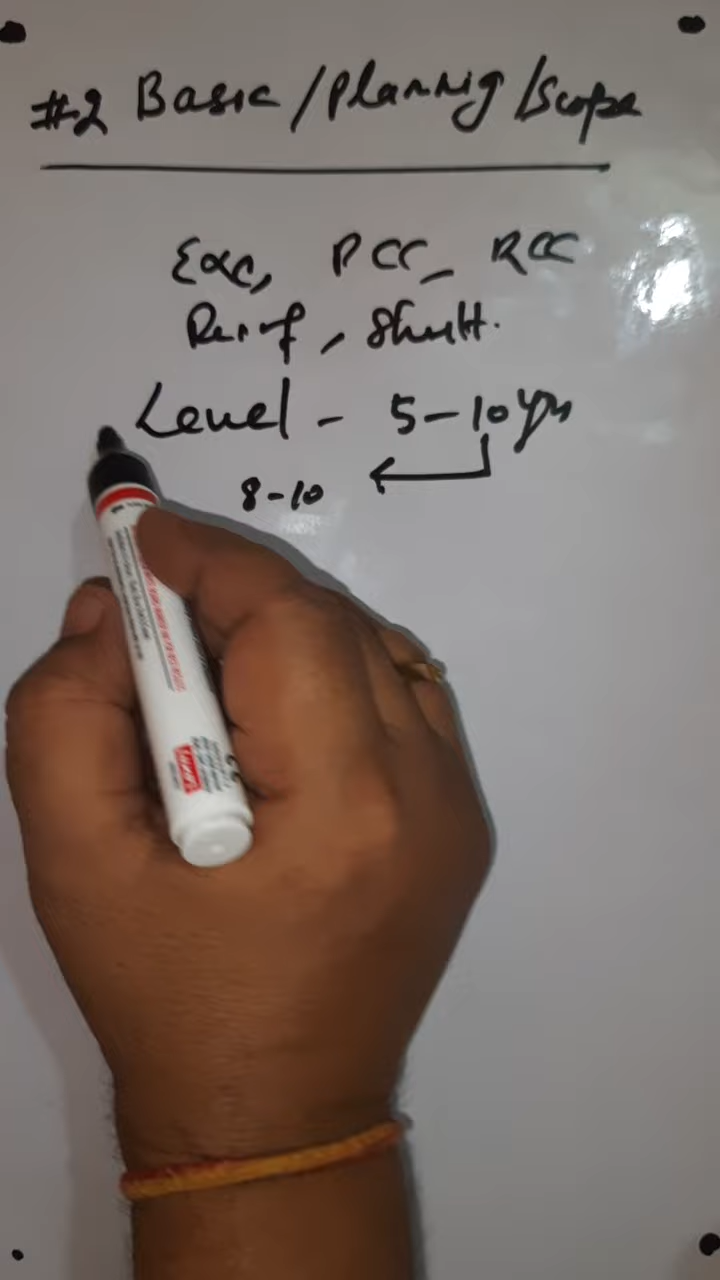 #2 Basic / Planning / Scope
Exc, PCC, RCC
Reinf, Shutt.
Level - 5-10 yrs
8-10